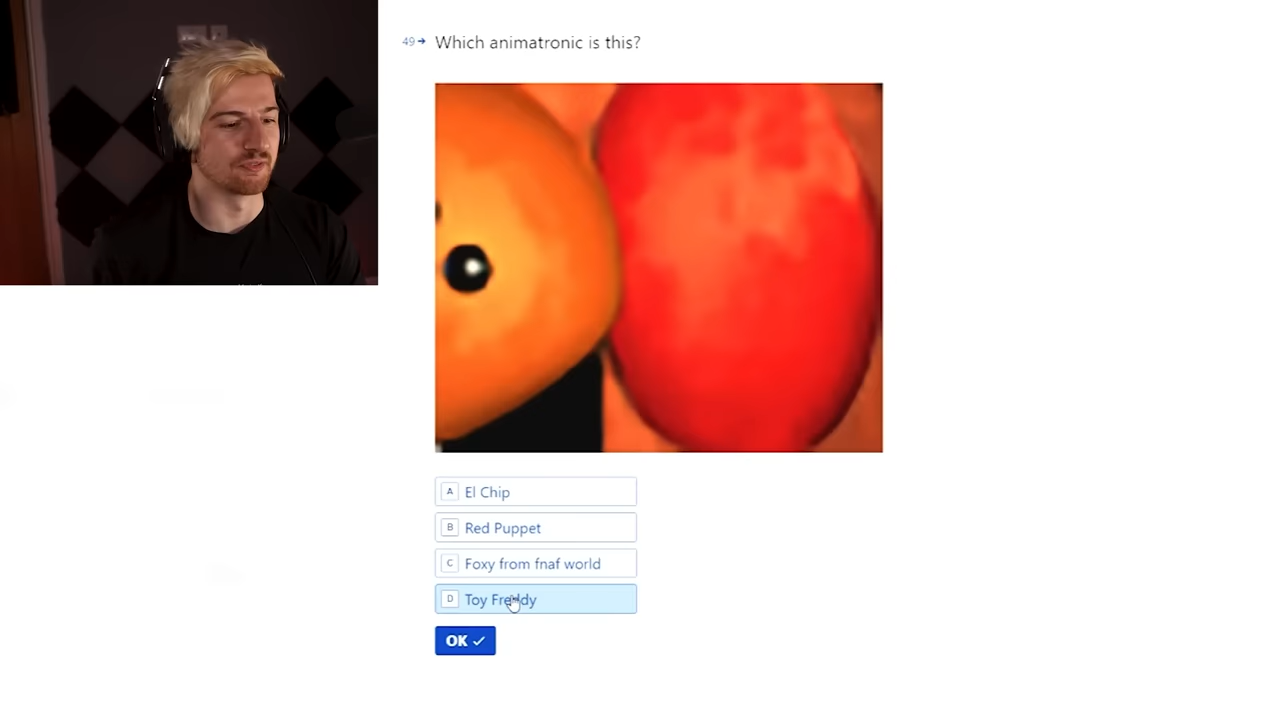 49 Which animatronic is this?
A El Chip
B Red Puppet
C Foxy from fnaf world
D Toy Freddy
OK